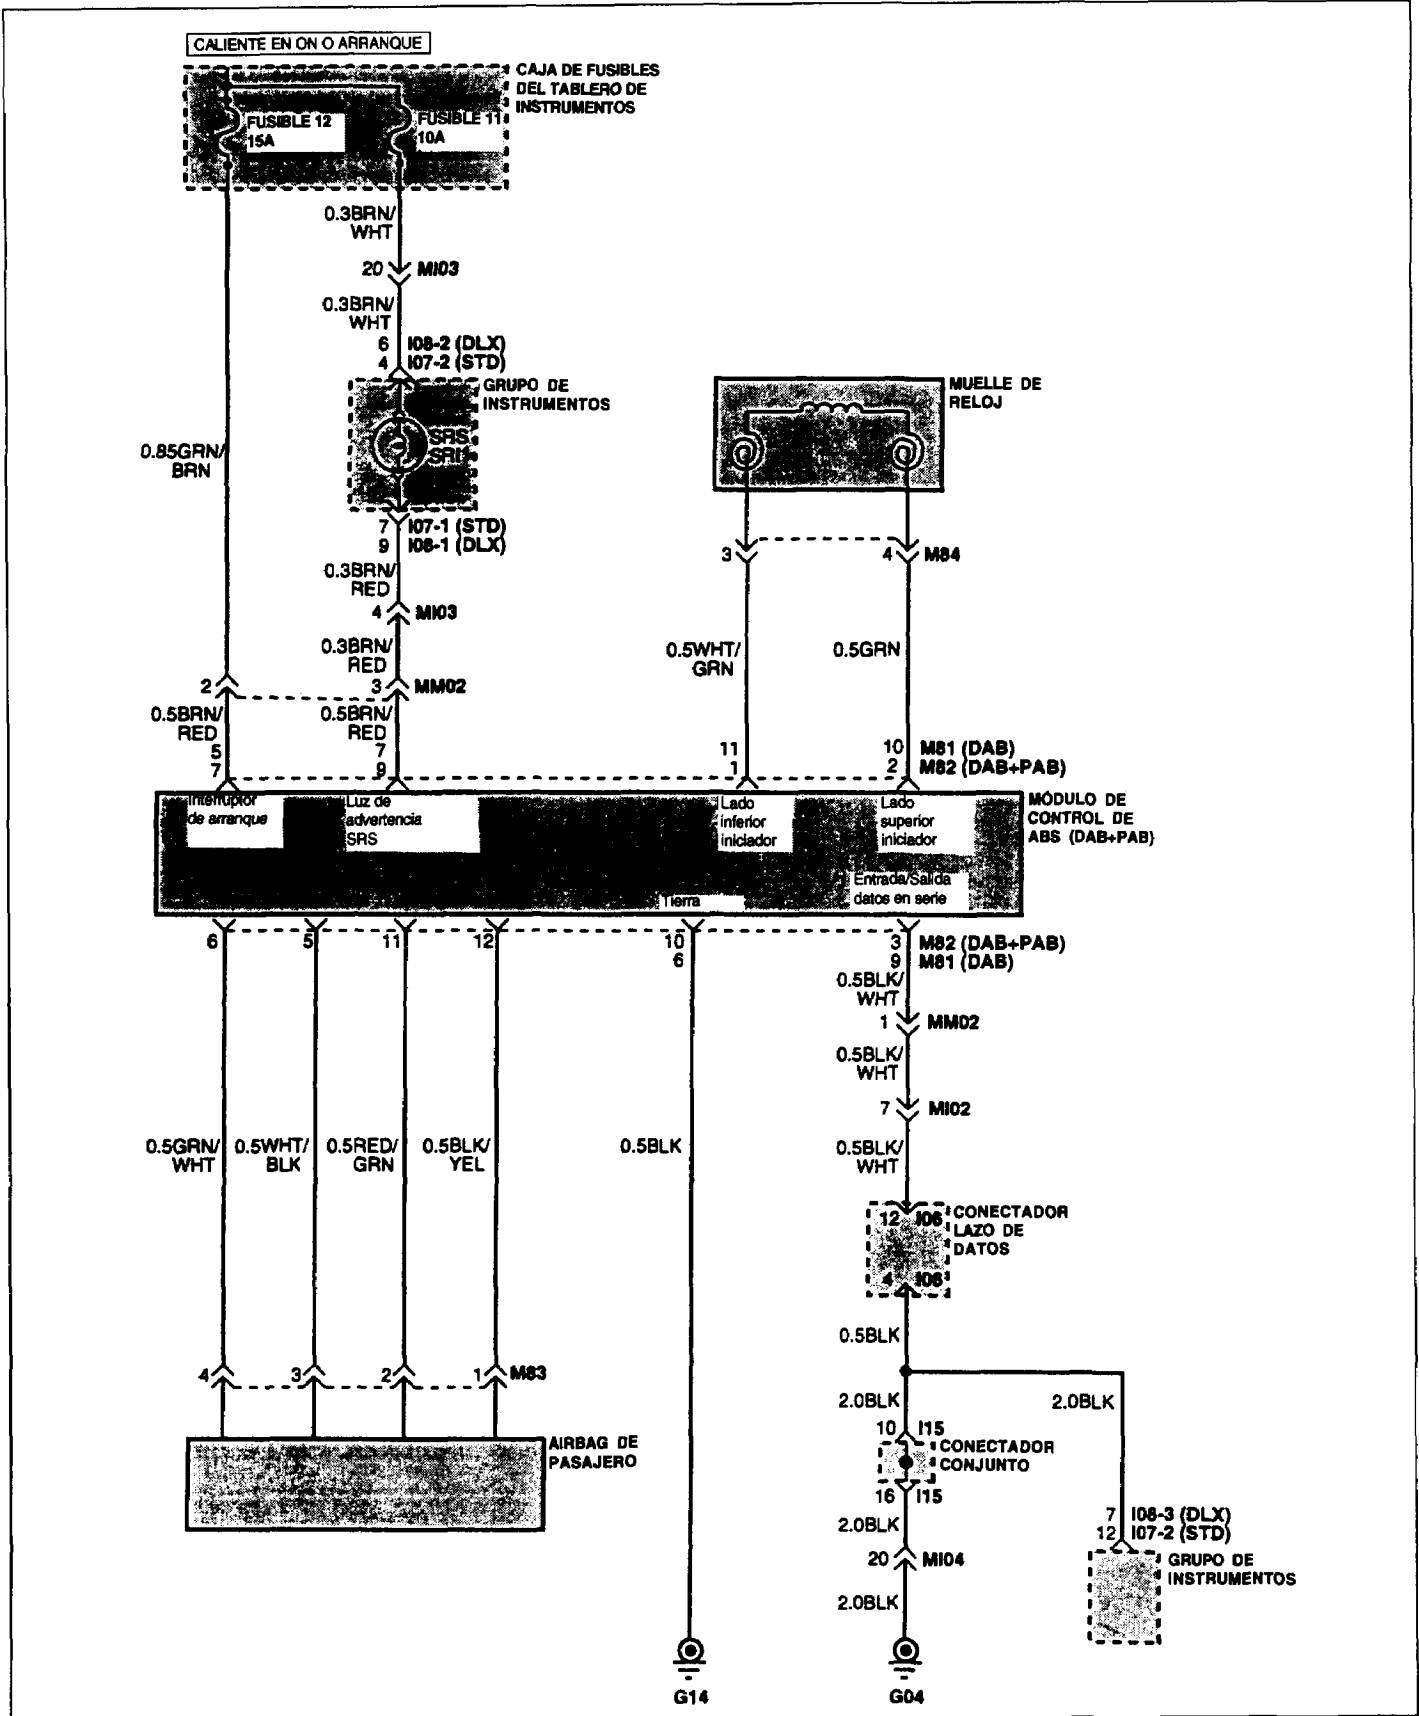 CALIENTE EN ON O ARRANQUE
CAJA DE FUSIBLES
DEL TABLERO DE
INSTRUMENTOS
FUSIBLE 12
15A
FUSIBLE 11
10A
0.3BRN/
WHT
20 MI03
0.3BRN/
WHT
6 I08-2 (DLX)
4 I07-2 (STD)
GRUPO DE
INSTRUMENTOS
SRS
SRI
MUELLE DE
RELOJ
0.85GRN/
BRN
7 I07-1 (STD)
9 I08-1 (DLX)
3
4 M84
0.3BRN/
RED
4 MI03
0.3BRN/
RED
0.5WHT/
GRN
0.5GRN
2
3 MM02
0.5BRN/
RED
0.5BRN/
RED
5
7
7
9
11
1
10 M81 (DAB)
2 M82 (DAB+PAB)
Interruptor
de arranque
Luz de
advertencia
SRS
Lado
inferior
iniciador
Lado
superior
iniciador
MÓDULO DE
CONTROL DE
ABS (DAB+PAB)
Tierra
Entrada/Salida
datos en serie
6
5
11
12
10
6
3 M82 (DAB+PAB)
9 M81 (DAB)
0.5BLK/
WHT
1 MM02
0.5BLK/
WHT
7 MI02
0.5GRN/
WHT
0.5WHT/
BLK
0.5RED/
GRN
0.5BLK/
YEL
0.5BLK
0.5BLK/
WHT
12 I06
CONECTADOR
LAZO DE
DATOS
4 I06
0.5BLK
4
3
2
1 M83
2.0BLK
2.0BLK
10 I15
AIRBAG DE
PASAJERO
CONECTADOR
CONJUNTO
16 I15
2.0BLK
7 I08-3 (DLX)
12 I07-2 (STD)
20 MI04
GRUPO DE
INSTRUMENTOS
2.0BLK
G14
G04